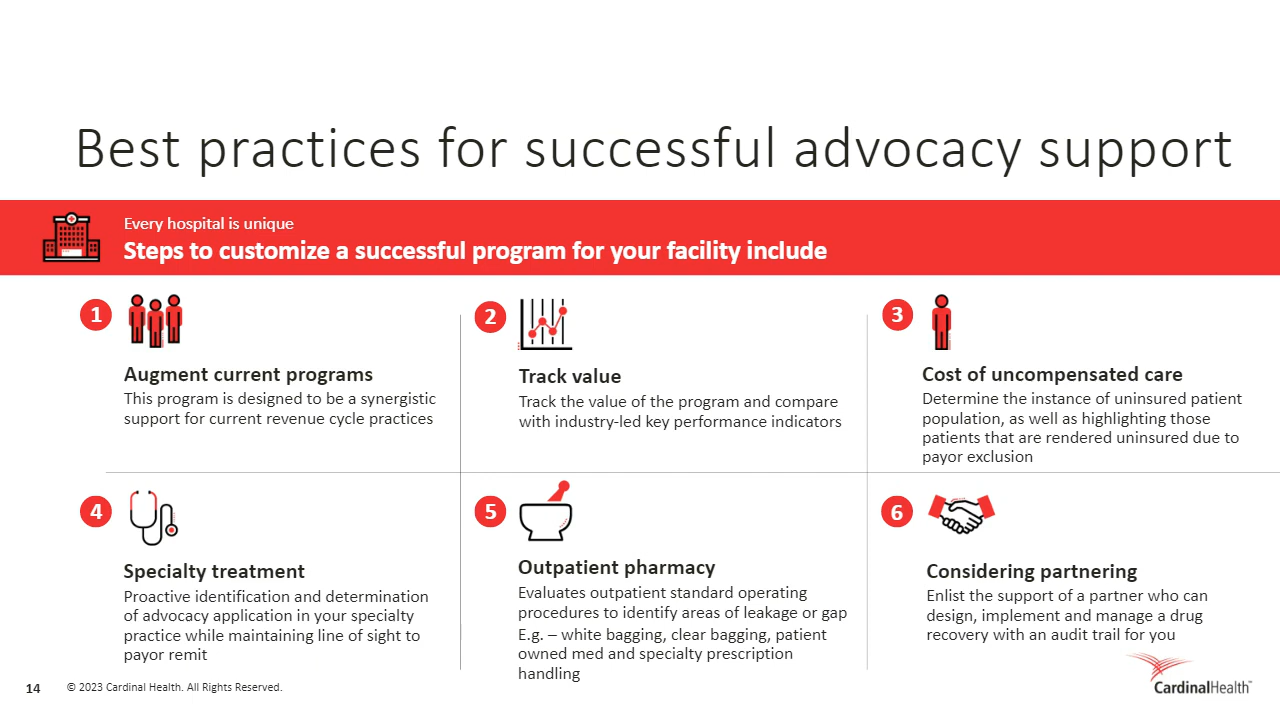 Best practices for successful advocacy support
Every hospital is unique
Steps to customize a successful program for your facility include
1
Augment current programs
This program is designed to be a synergistic
support for current revenue cycle practices
2
Track value
Track the value of the program and compare
with industry-led key performance indicators
3
Cost of uncompensated care
Determine the instance of uninsured patient
population, as well as highlighting those
patients that are rendered uninsured due to
payor exclusion
4
Specialty treatment
Proactive identification and determination
of advocacy application in your specialty
practice while maintaining line of sight to
payor remit
5
Outpatient pharmacy
Evaluates outpatient standard operating
procedures to identify areas of leakage or gap
E.g. – white bagging, clear bagging, patient
owned med and specialty prescription
handling
6
Considering partnering
Enlist the support of a partner who can
design, implement and manage a drug
recovery with an audit trail for you
14
© 2023 Cardinal Health. All Rights Reserved.
CardinalHealth™